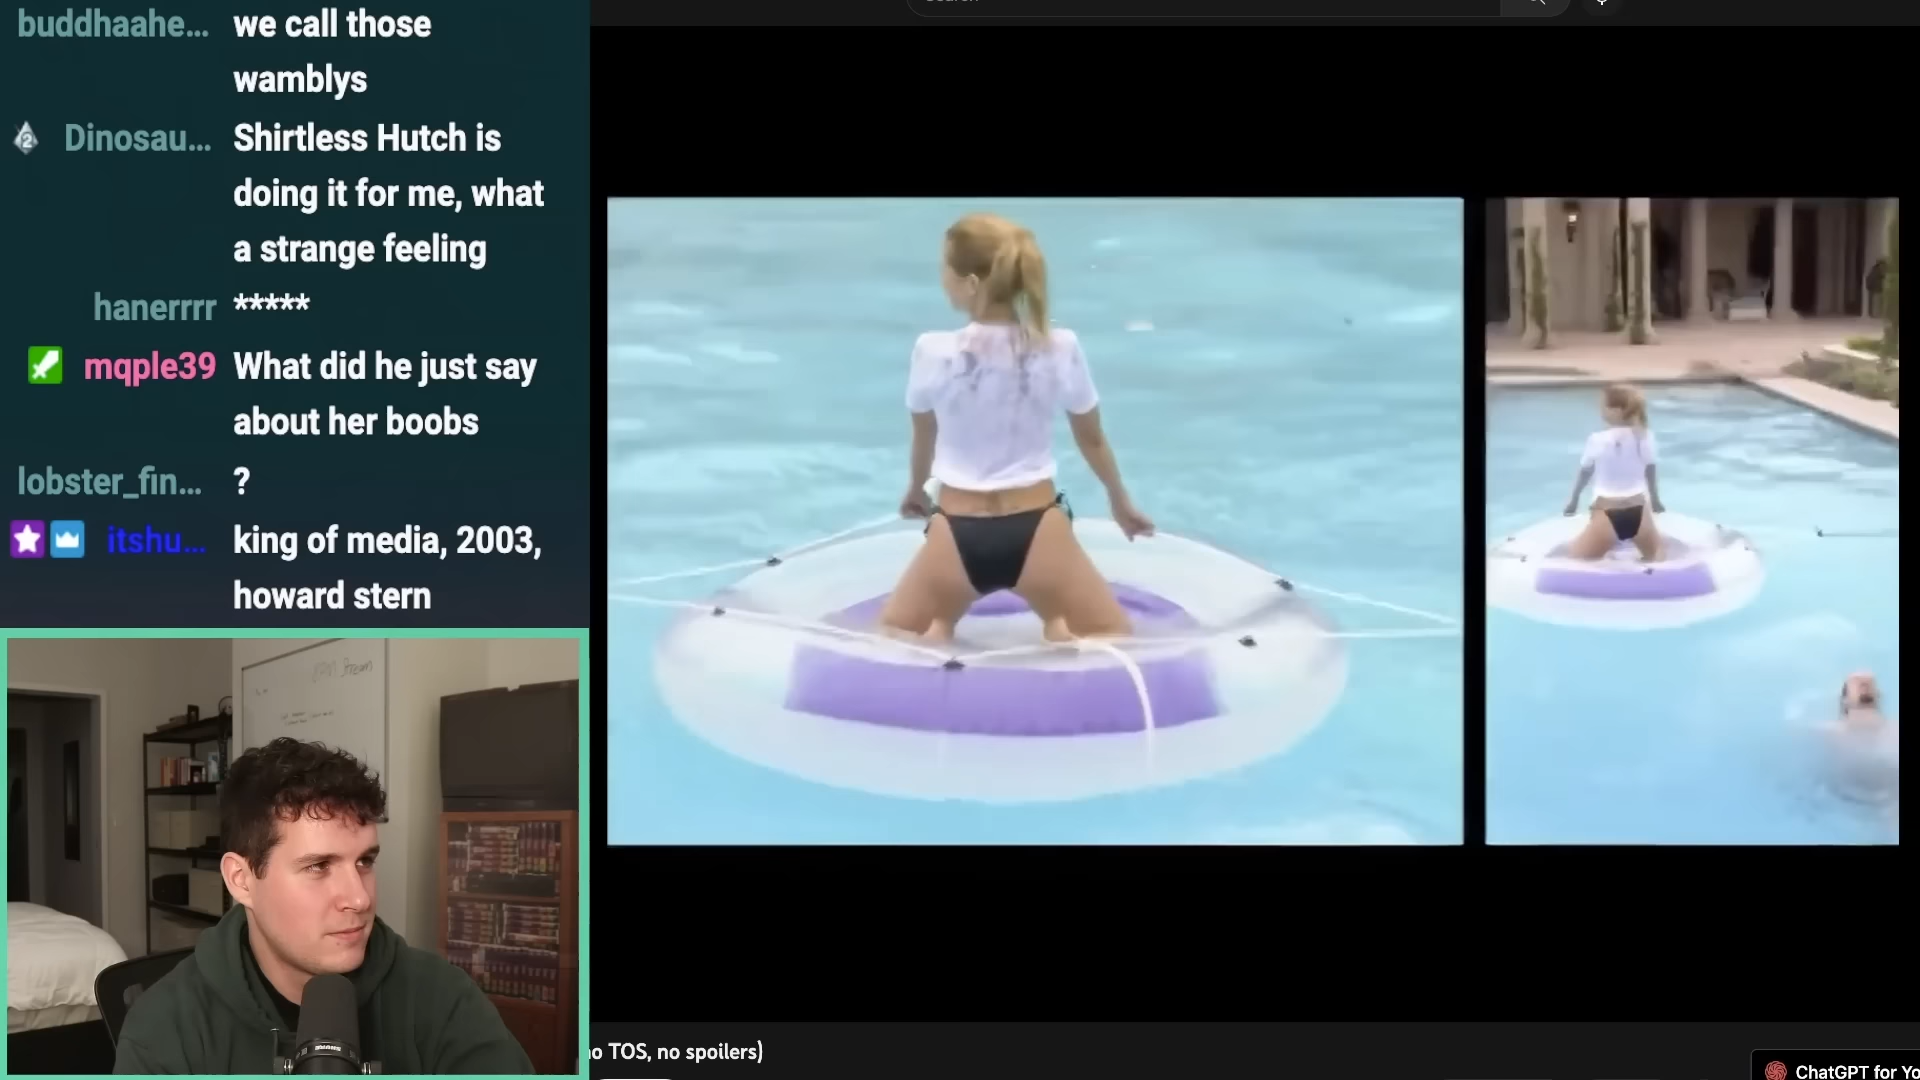 buddhaahe... we call those
wamblys
2 Dinosau... Shirtless Hutch is
doing it for me, what
a strange feeling
hanerrrr *****
mqple39 What did he just say
about her boobs
lobster_fin... ?
itshu... king of media, 2003,
howard stern
TOS, no spoilers)
ChatGPT for Yo